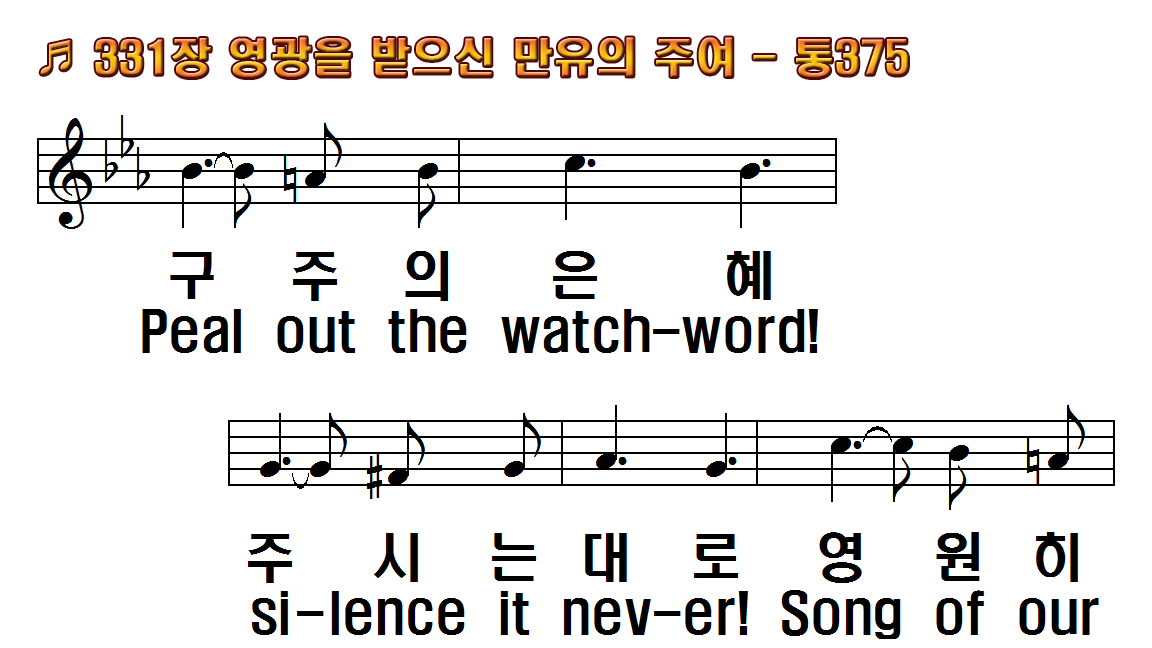 ♬ 331장 영광을 받으신 만유의 주여 - 통375
구 주 의 은 혜
Peal out the watch-word!
주 시 는 대 로 영 원 히
si-lence it nev-er! Song of our